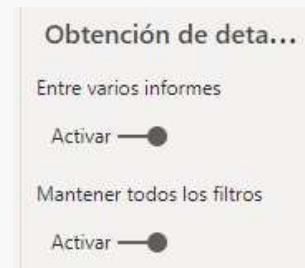 Obtención de deta...
Entre varios informes
Activar
Mantener todos los filtros
Activar